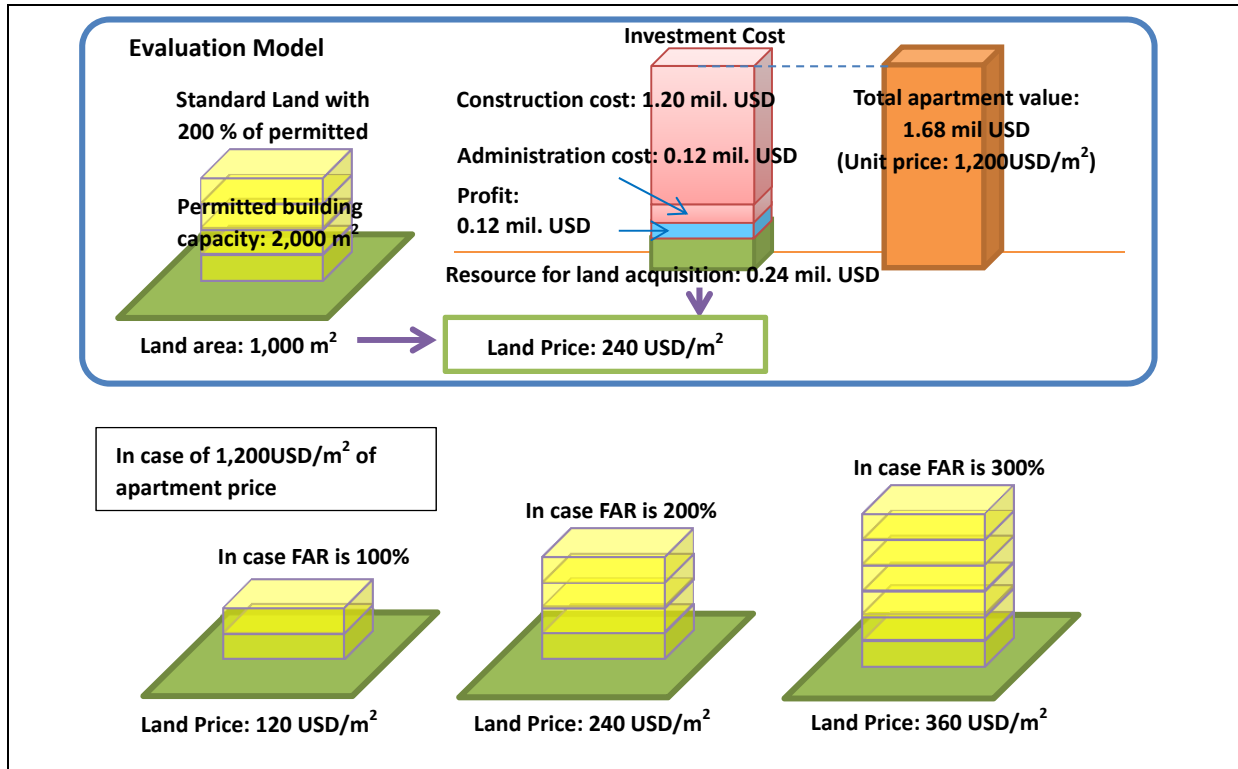 Evaluation Model
Investment Cost
Standard Land with
200 % of permitted
Permitted building
capacity: 2,000 m²
Land area: 1,000 m²
Construction cost: 1.20 mil. USD
Administration cost: 0.12 mil. USD
Profit:
0.12 mil. USD
Total apartment value:
1.68 mil USD
(Unit price: 1,200USD/m²)
Resource for land acquisition: 0.24 mil. USD
Land Price: 240 USD/m²
In case of 1,200USD/m² of
apartment price
In case FAR is 100%
Land Price: 120 USD/m²
In case FAR is 200%
Land Price: 240 USD/m²
In case FAR is 300%
Land Price: 360 USD/m²